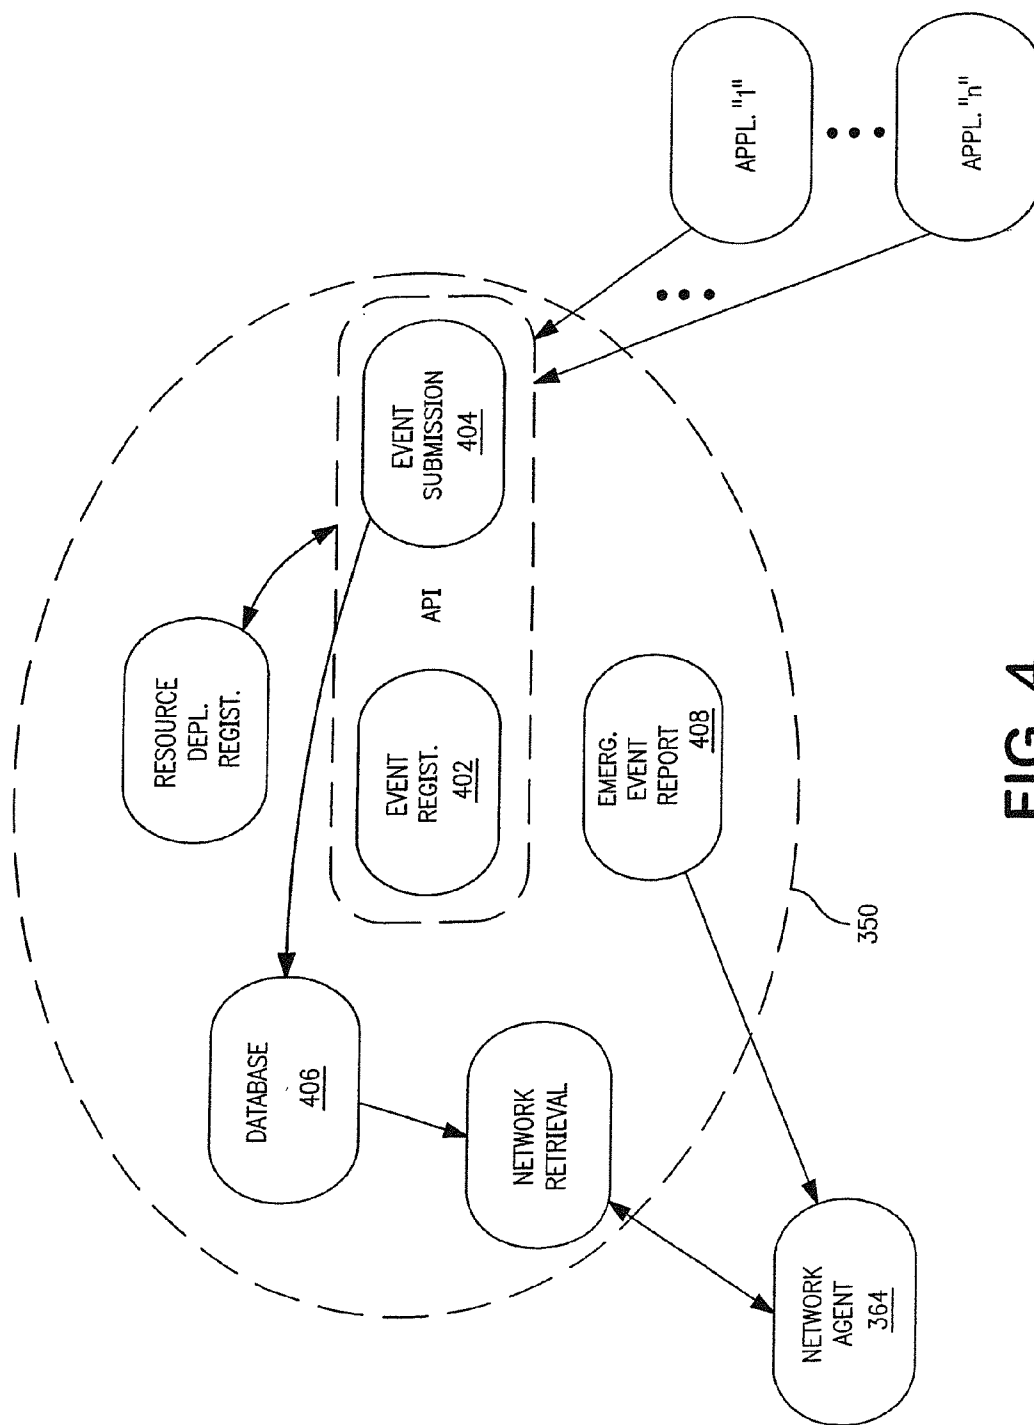 RESOURCE
DEPL.
REGIST.
DATABASE
406
EVENT
REGIST.
402
API
EVENT
SUBMISSION
404
NETWORK
RETRIEVAL
EMERG.
EVENT
REPORT
408
APPL. "1"
350
NETWORK
AGENT
364
APPL. "n"
FIG. 4